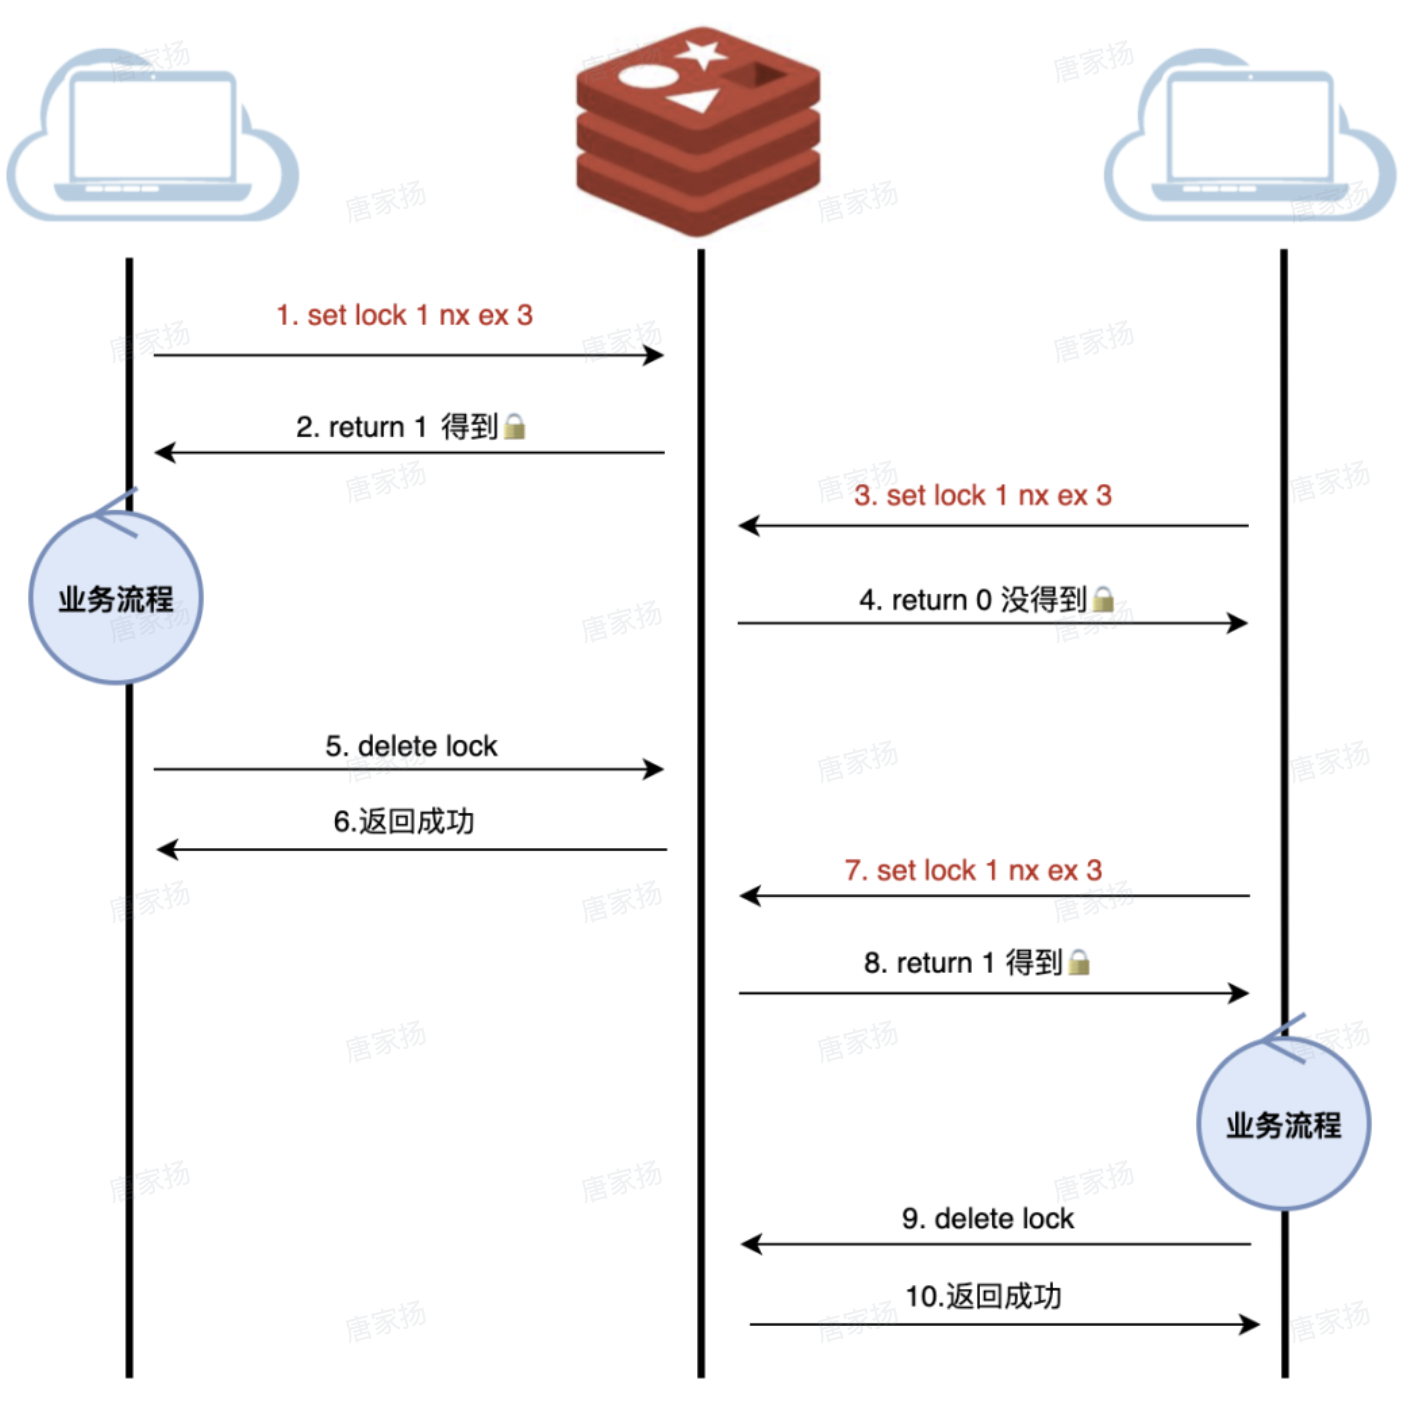 1. set lock 1 nx ex 3
2. return 1 得到🔒
3. set lock 1 nx ex 3
业务流程
4. return 0 没得到🔒
5. delete lock
6.返回成功
7. set lock 1 nx ex 3
8. return 1 得到🔒
业务流程
9. delete lock
10.返回成功
唐家扬